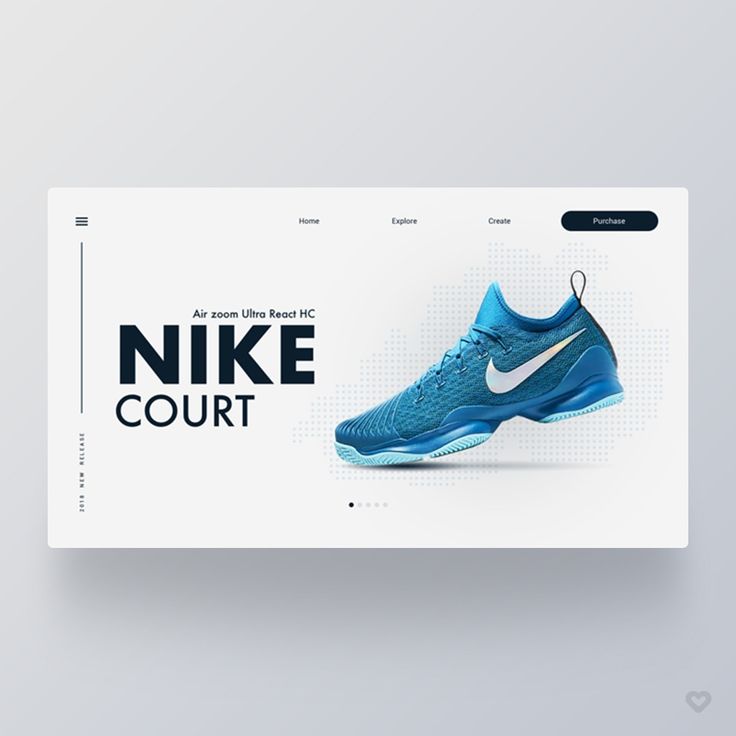 Home
Explore
Create
Purchase
Air zoom Ultra React HC
NIKE
COURT
2018 NEW RELEASE